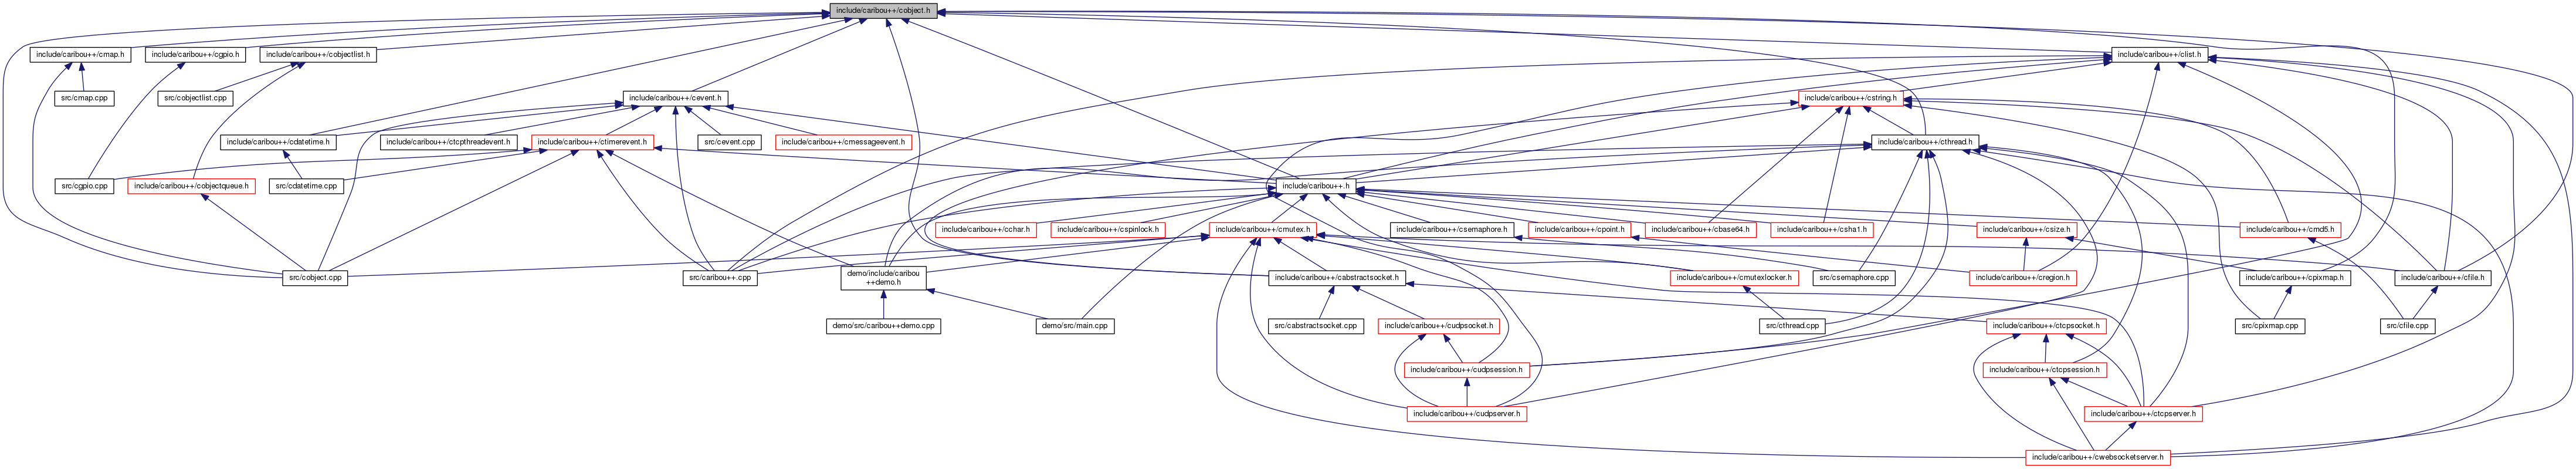 include/caribou++/cobject.h
include/caribou++/cmap.h
include/caribou++/cgpio.h
include/caribou++/cobjectlist.h
include/caribou++/clist.h
src/cmap.cpp
src/cobjectlist.cpp
include/caribou++/cevent.h
include/caribou++/cstring.h
include/caribou++/cdatetime.h
include/caribou++/ctcpthreadevent.h
include/caribou++/ctimerevent.h
src/cevent.cpp
include/caribou++/cmessageevent.h
include/caribou++/cthread.h
src/cgpio.cpp
include/caribou++/cobjectqueue.h
src/cdatetime.cpp
include/caribou++.h
include/caribou++/cchar.h
include/caribou++/cspinlock.h
include/caribou++/cmutex.h
include/caribou++/csemaphore.h
include/caribou++/cpoint.h
include/caribou++/cbase64.h
include/caribou++/csha1.h
include/caribou++/csize.h
include/caribou++/cmd5.h
src/cobject.cpp
src/caribou++.cpp
demo/include/caribou
++demo.h
include/caribou++/cabstractsocket.h
include/caribou++/cmutexlocker.h
src/csemaphore.cpp
include/caribou++/cregion.h
include/caribou++/cpixmap.h
include/caribou++/cfile.h
demo/src/caribou++demo.cpp
demo/src/main.cpp
src/cabstractsocket.cpp
include/caribou++/cudpsocket.h
src/cthread.cpp
include/caribou++/ctcpsocket.h
src/cpixmap.cpp
src/cfile.cpp
include/caribou++/cudpsession.h
include/caribou++/ctcpsession.h
include/caribou++/cudpserver.h
include/caribou++/ctcpserver.h
include/caribou++/cwebsocketserver.h